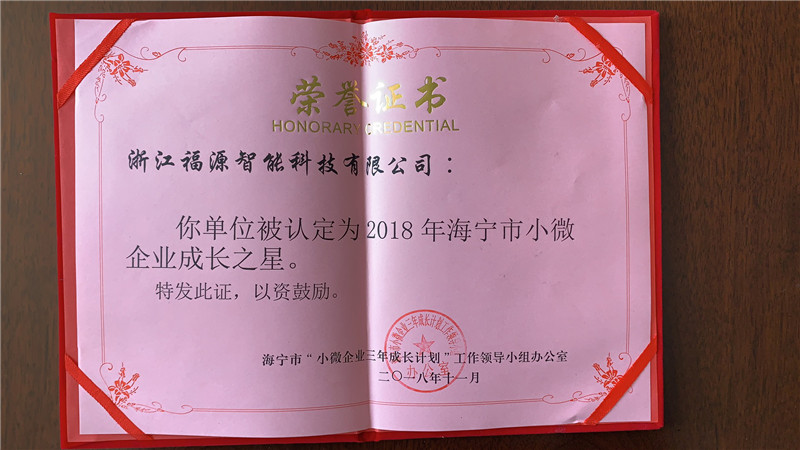 荣誉证书
HONORARY CREDENTIAL
浙江福源智能科技有限公司：
你单位被认定为2018年海宁市小微
企业成长之星。
特发此证，以资鼓励。
海宁市“小微企业三年成长计划”工作领导小组办公室
二〇一八年十一月
办公室